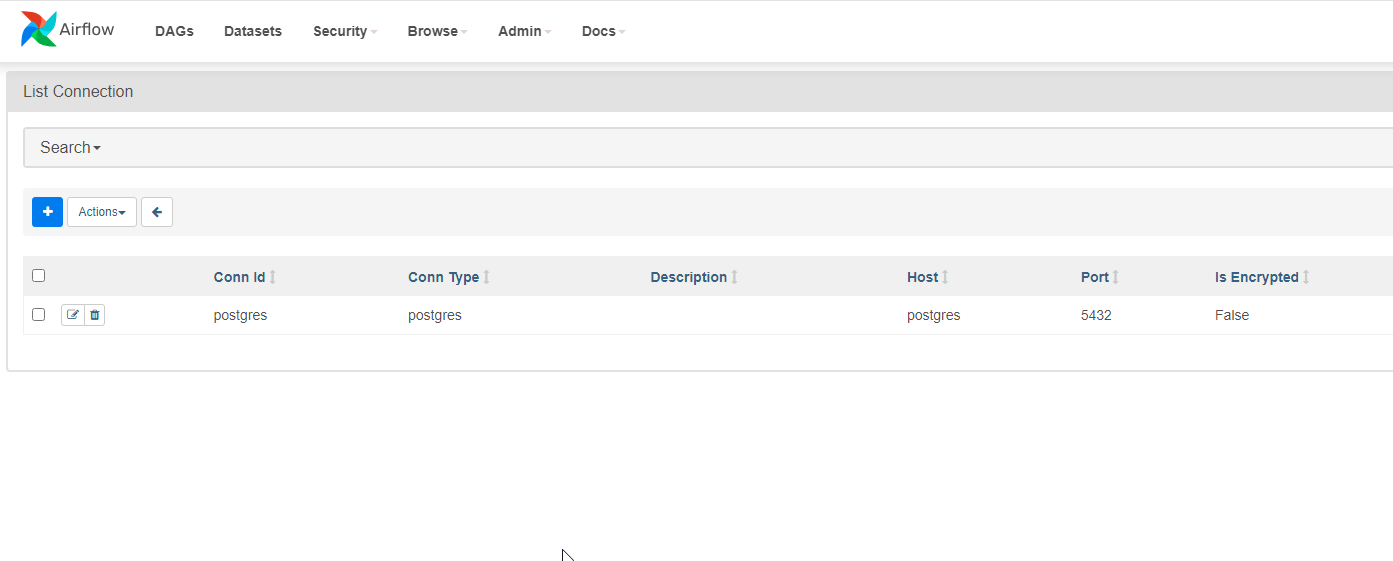 Airflow DAGs Datasets Security Browse Admin Docs
List Connection
Search
Actions
Conn Id Conn Type Description Host Port Is Encrypted
postgres postgres postgres 5432 False